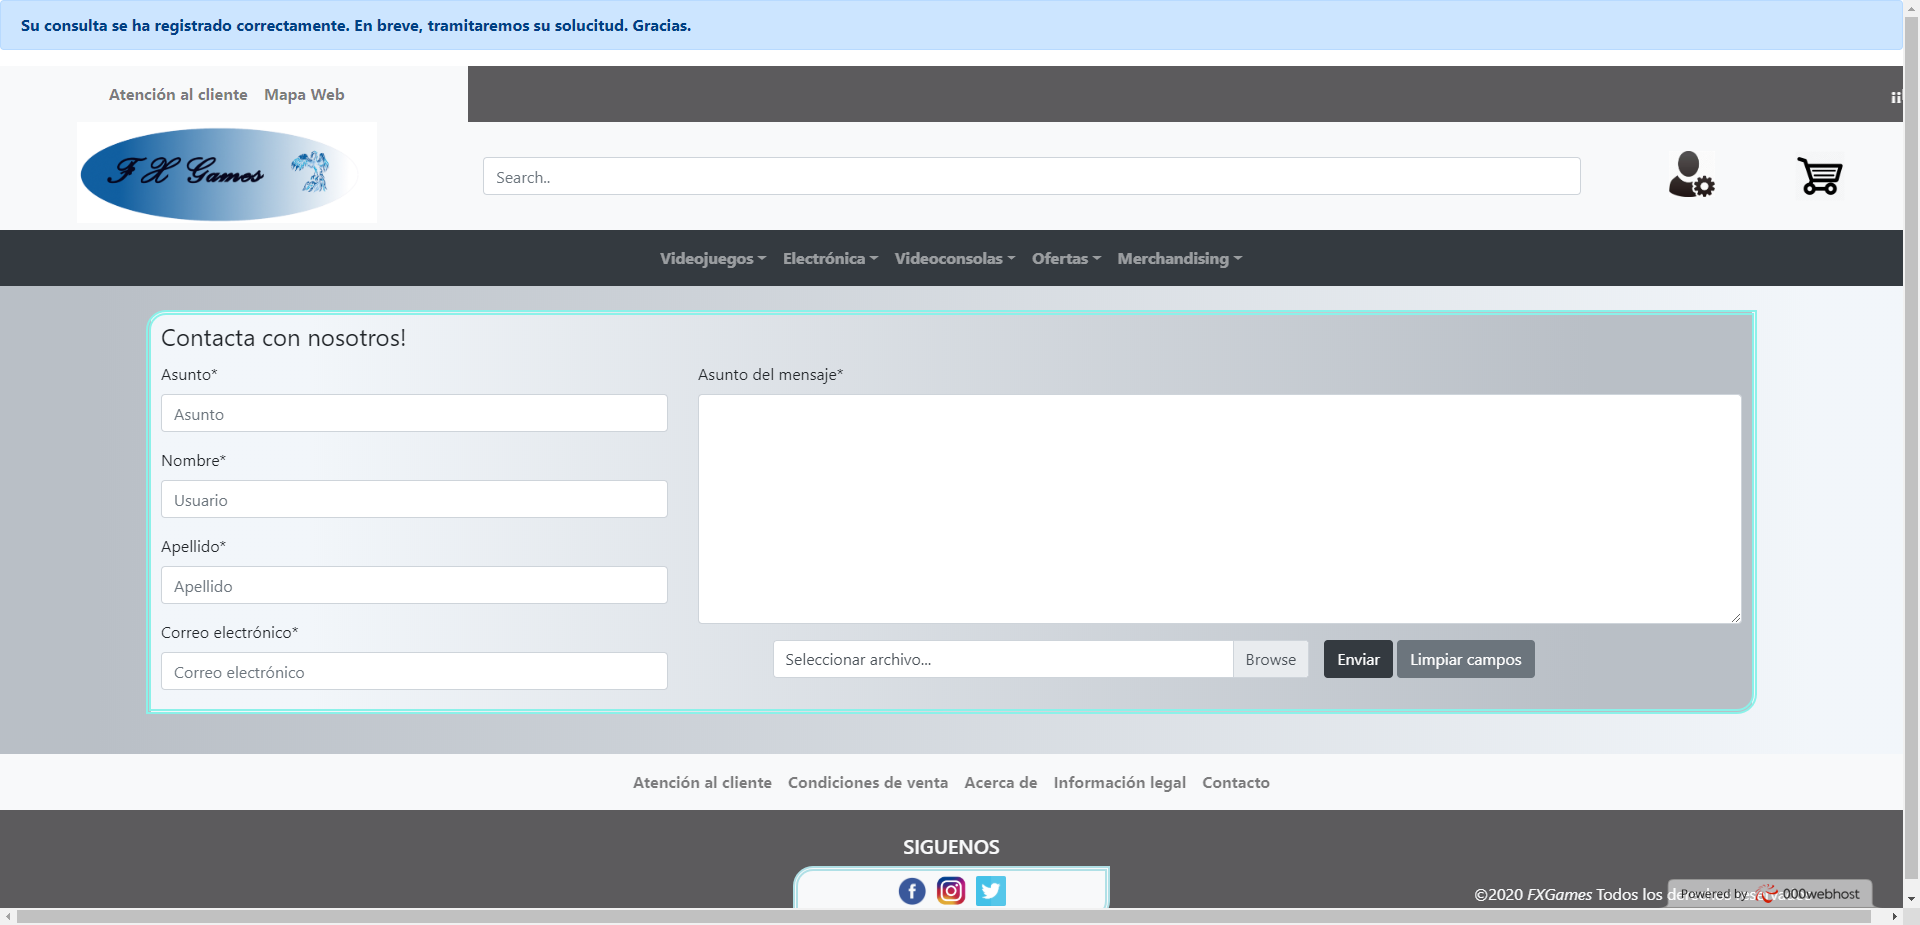 Su consulta se ha registrado correctamente. En breve, tramitaremos su solucitud. Gracias.
Atención al cliente Mapa Web
F X Games
Search..
Videojuegos Electrónica Videoconsolas Ofertas Merchandising
Contacta con nosotros!
Asunto*
Asunto del mensaje*
Asunto
Nombre*
Usuario
Apellido*
Apellido
Correo electrónico*
Correo electrónico
Seleccionar archivo... Browse Enviar Limpiar campos
Atención al cliente Condiciones de venta Acerca de Información legal Contacto
SIGUENOS
©2020 FXGames Todos los
Powered by 000webhost